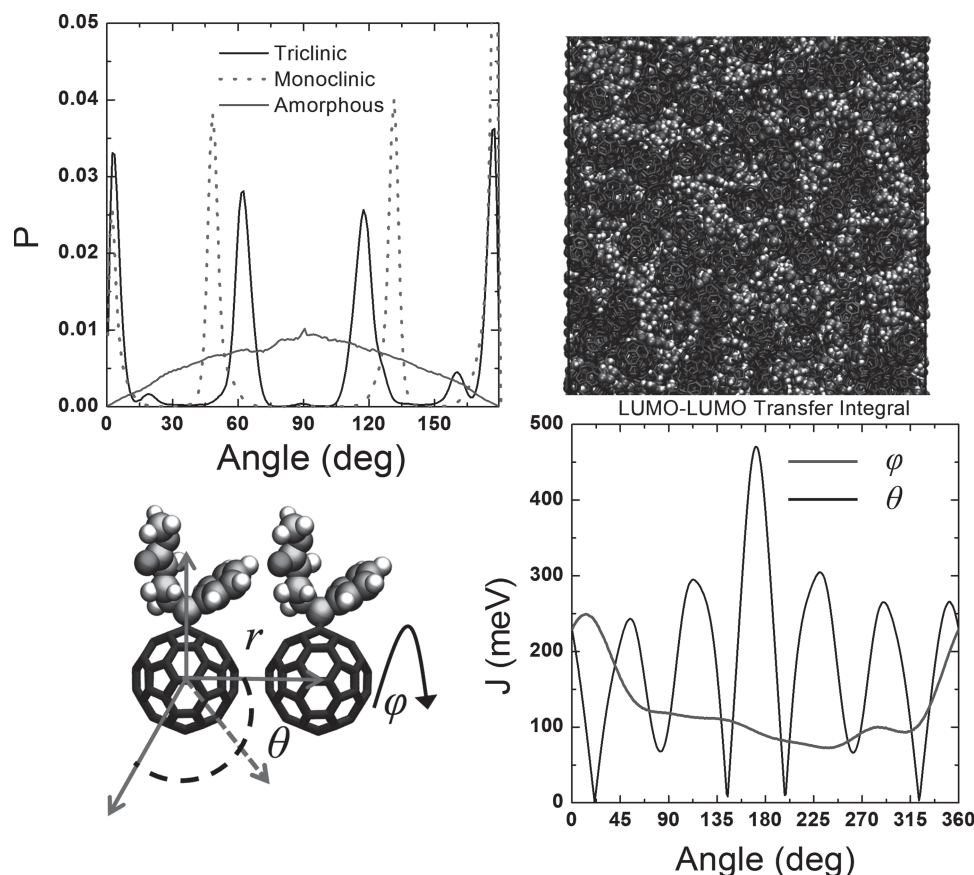 0.05
0.04
0.03
0.02
0.01
0.00
P
Triclinic
Monoclinic
Amorphous
0 30 60 90 120 150
Angle (deg)
r
φ
θ
LUMO-LUMO Transfer Integral
500
400
300
200
100
0
J (meV)
φ
θ
0 45 90 135 180 225 270 315 360
Angle (deg)